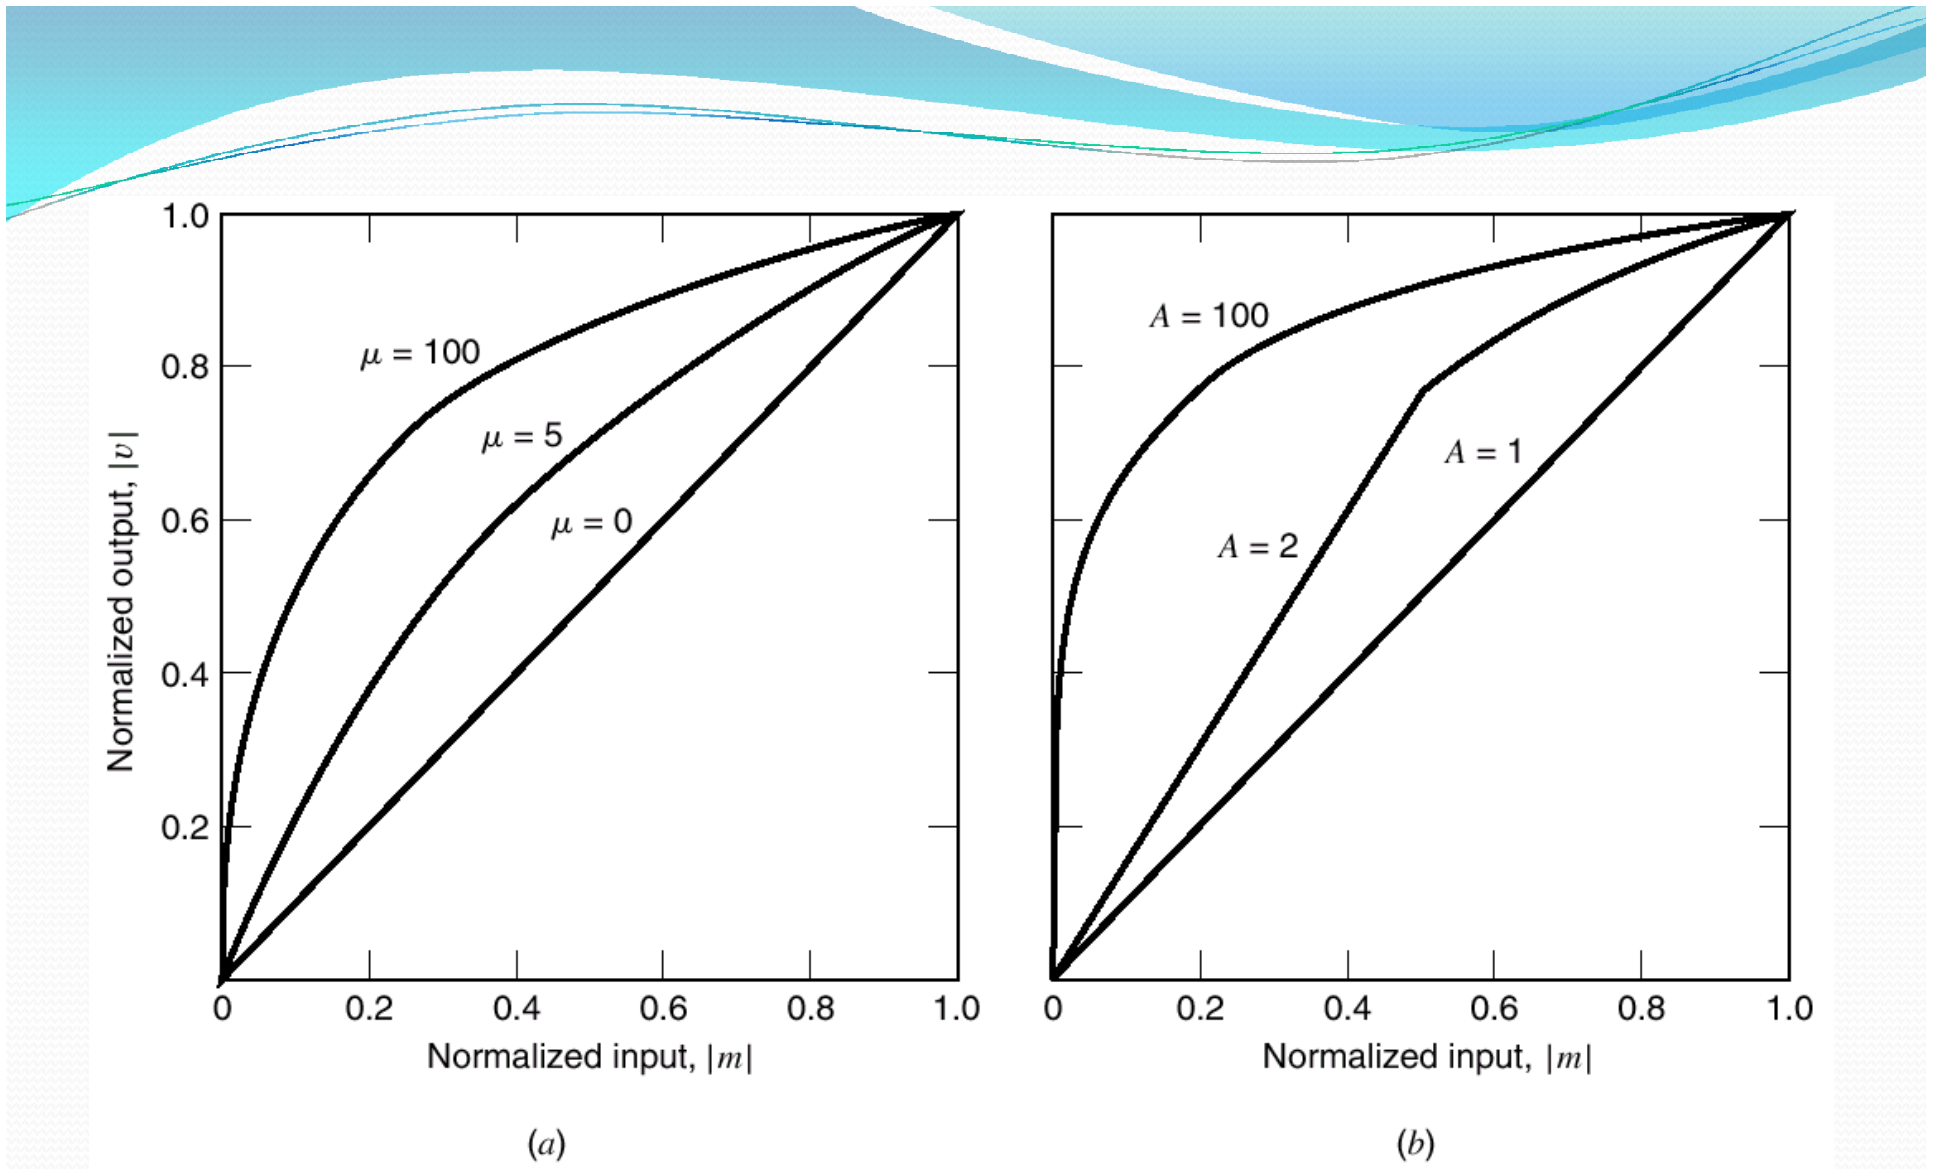 1.0
0.8
0.6
0.4
0.2
Normalized output, |v|
μ = 100
μ = 5
μ = 0
0 0.2 0.4 0.6 0.8 1.0
Normalized input, |m|
(a)
A = 100
A = 1
A = 2
0 0.2 0.4 0.6 0.8 1.0
Normalized input, |m|
(b)